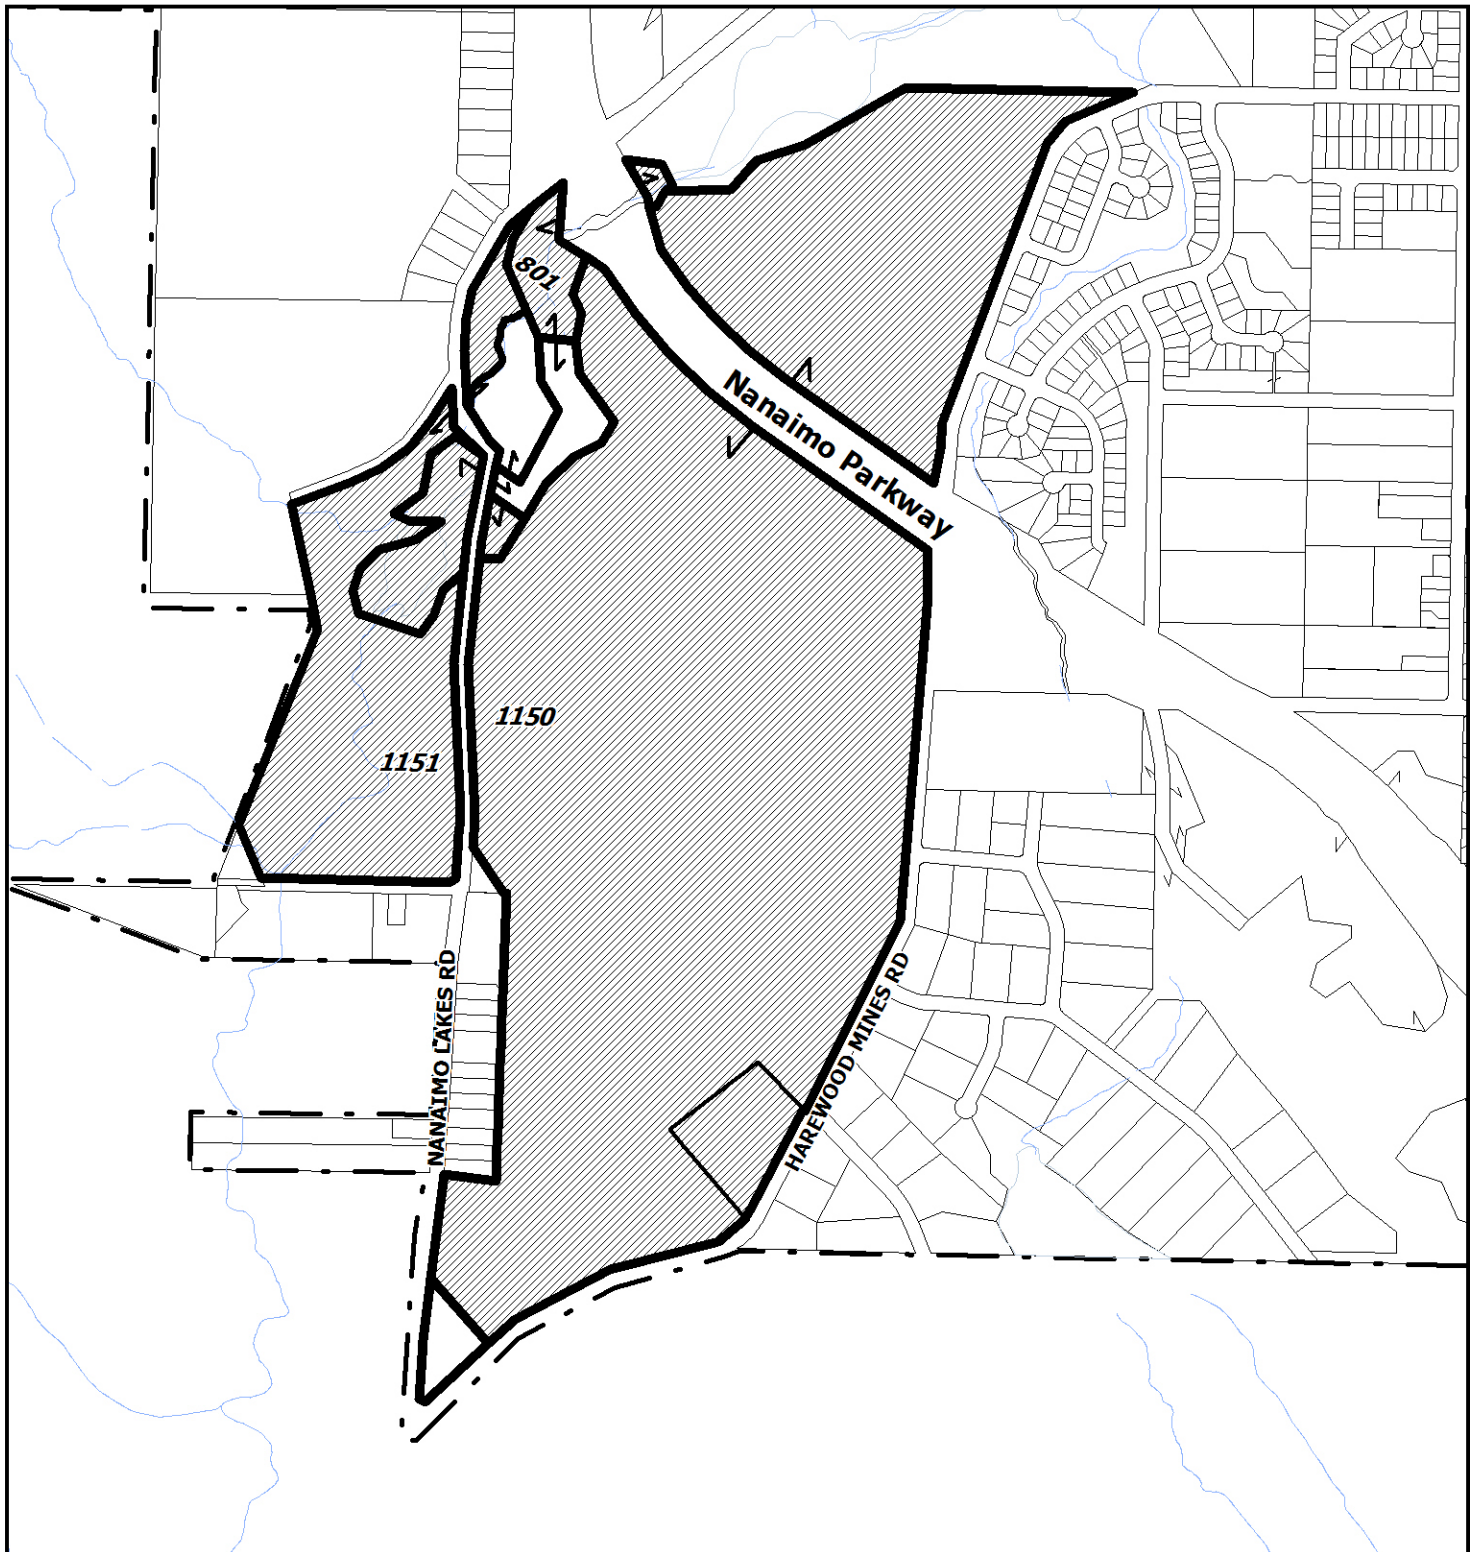 801
Nanaimo Parkway
1150
1151
NANAIMO LAKES RD
HAREWOOD MINES RD